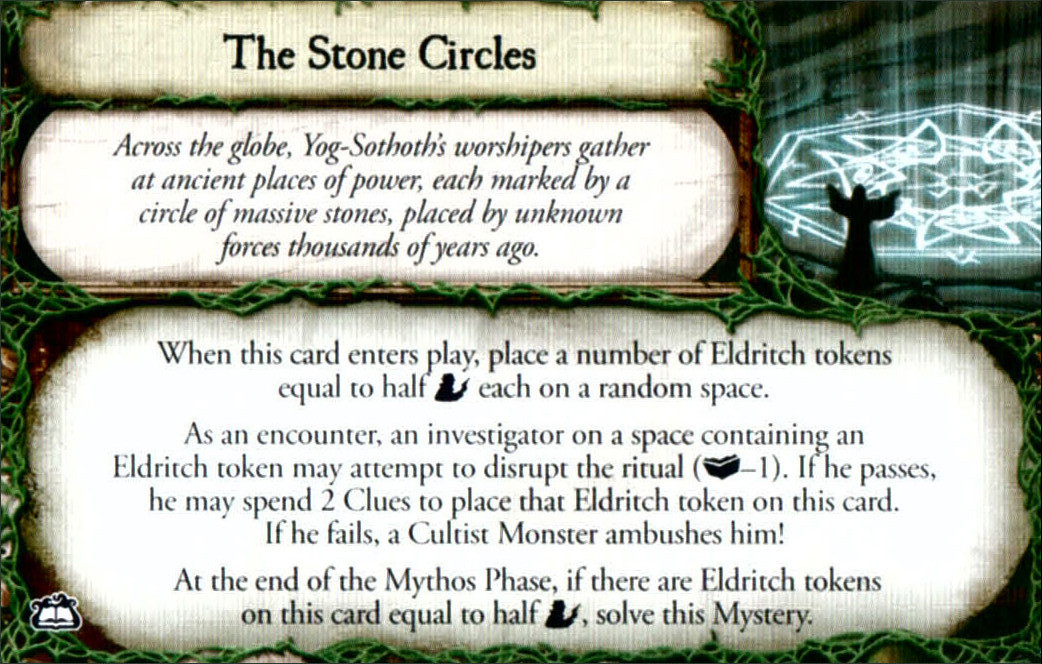 The Stone Circles
Across the globe, Yog-Sothoth's worshipers gather
at ancient places of power, each marked by a
circle of massive stones, placed by unknown
forces thousands of years ago.
When this card enters play, place a number of Eldritch tokens
equal to half each on a random space.
As an encounter, an investigator on a space containing an
Eldritch token may attempt to disrupt the ritual (–1). If he passes,
he may spend 2 Clues to place that Eldritch token on this card.
If he fails, a Cultist Monster ambushes him!
At the end of the Mythos Phase, if there are Eldritch tokens
on this card equal to half , solve this Mystery.